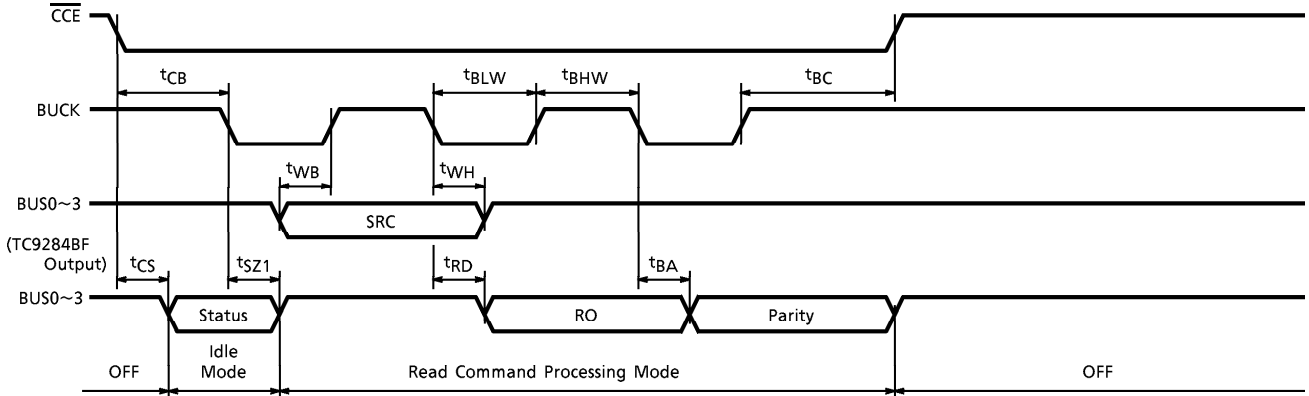 CCE
tCB tBLW tBHW tBC
BUCK
tWB tWH
BUS0~3
SRC
(TC9284BF
Output)
tCS tSZ1 tRD tBA
BUS0~3
Status RO Parity
OFF
Idle
Mode
Read Command Processing Mode
OFF